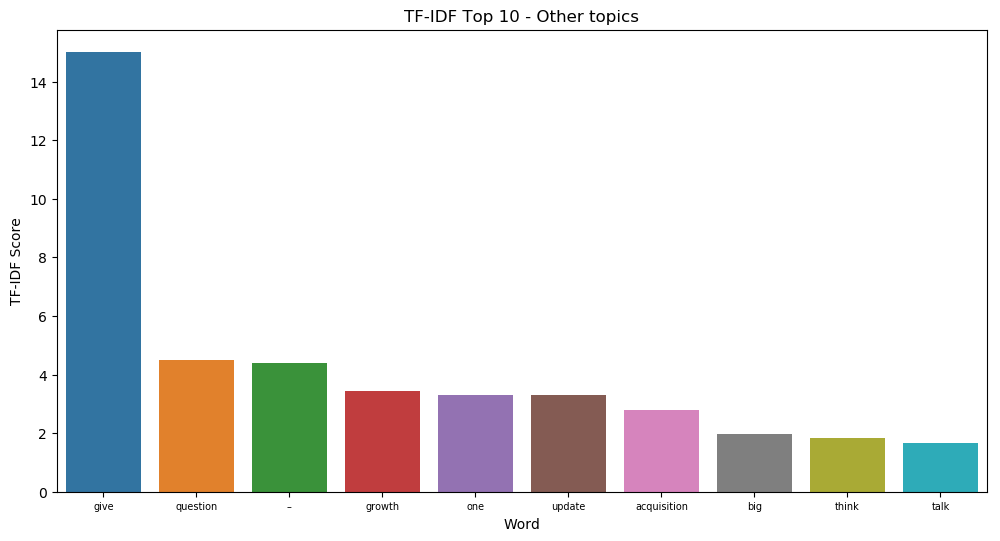 TF-IDF Top 10 - Other topics
TF-IDF Score
14
12
10
8
6
4
2
0
give question – growth one update acquisition big think talk
Word